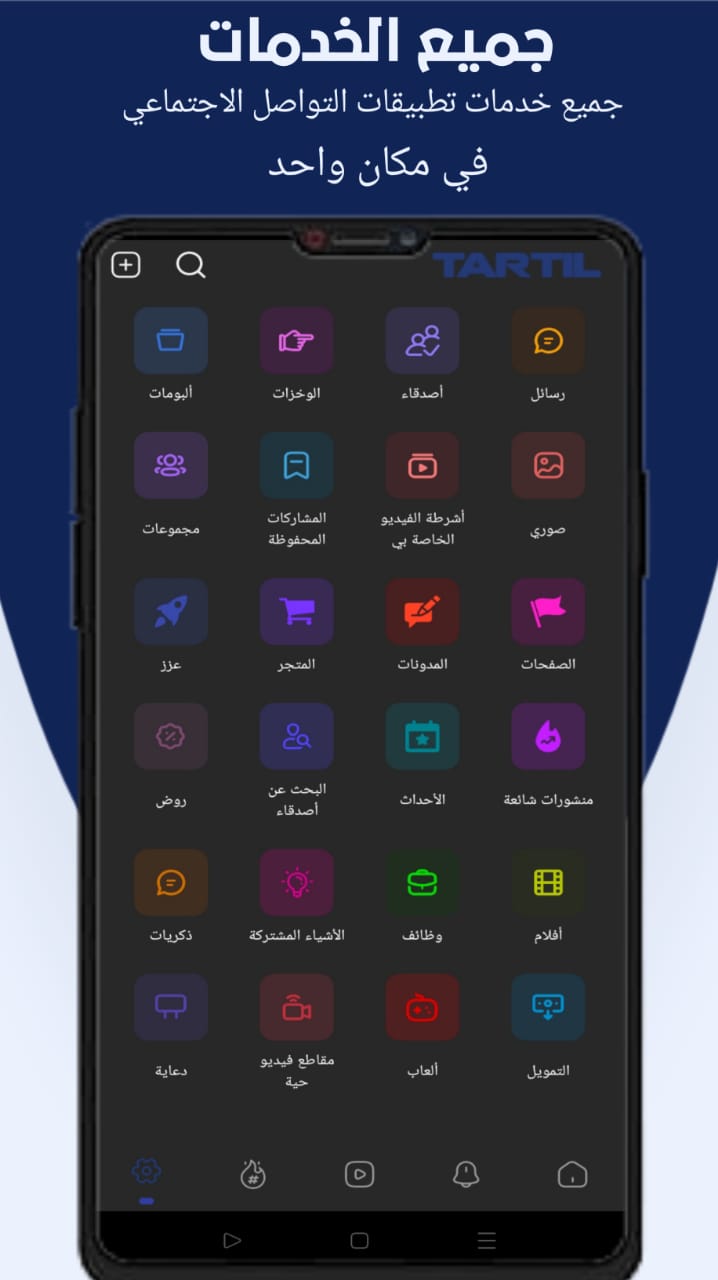 جميع الخدمات
جميع خدمات تطبيقات التواصل الاجتماعي
في مكان واحد
TARTIL
رسائل
أصدقاء
الوخزات
ألبومات
صوري
أشرطة الفيديو
الخاصة بي
المشاركات
المحفوظة
مجموعات
الصفحات
المدونات
المتجر
عزز
منشورات شائعة
الأحداث
البحث عن
أصدقاء
روض
أفلام
وظائف
الأشياء المشتركة
ذكريات
التمويل
ألعاب
مقاطع فيديو
حية
دعاية